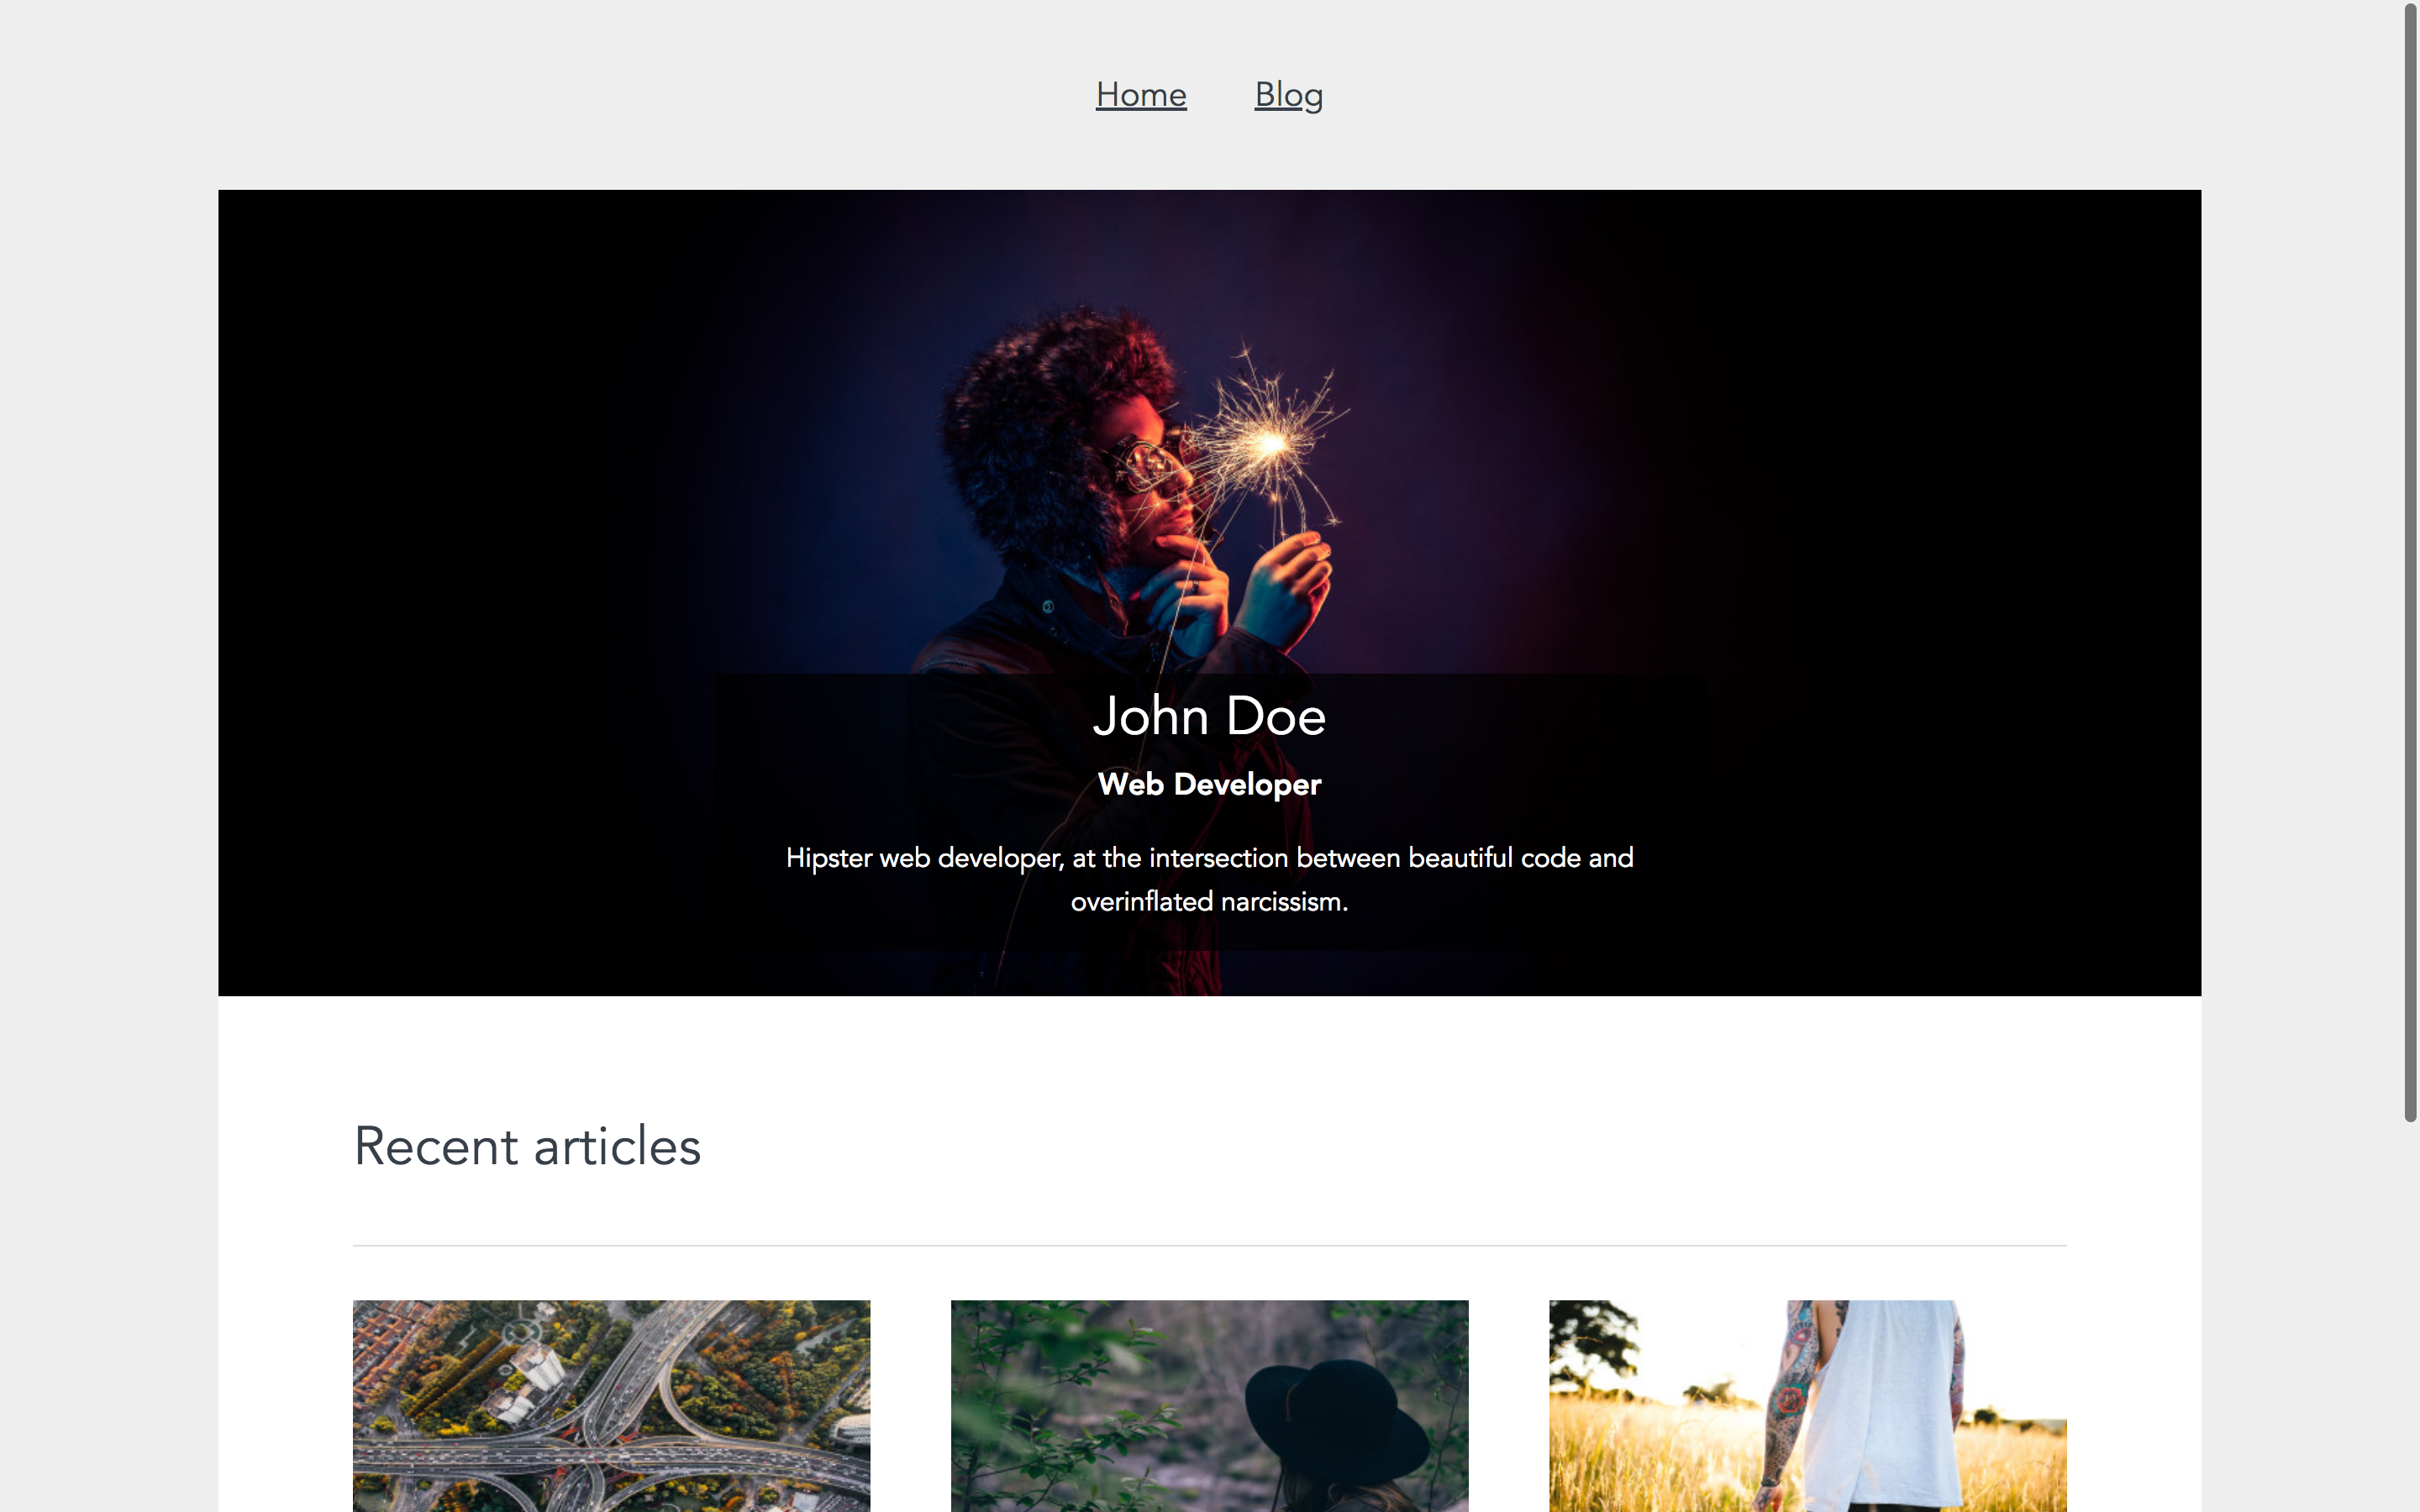 Home Blog
John Doe
Web Developer
Hipster web developer, at the intersection between beautiful code and
overinflated narcissism.
Recent articles